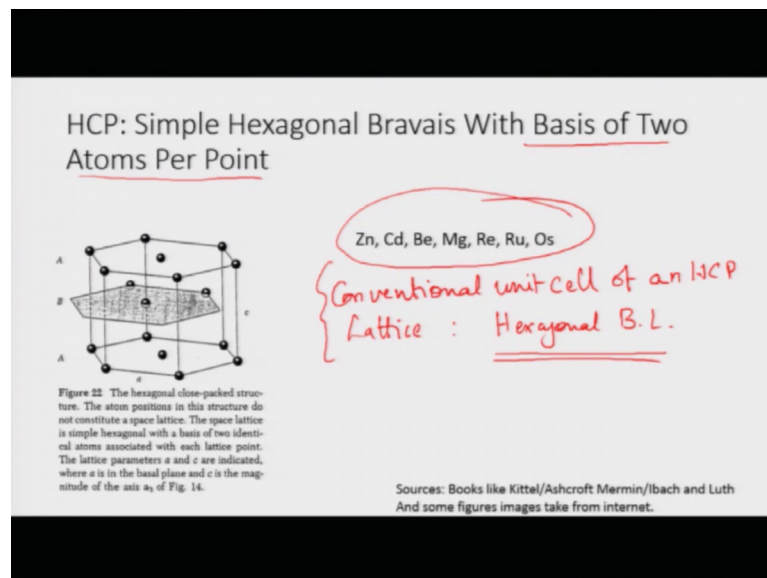 HCP: Simple Hexagonal Bravais With Basis of Two
Atoms Per Point
Zn, Cd, Be, Mg, Re, Ru, Os
Conventional unit cell of an HCP
Lattice : Hexagonal B.L.
A
B
A
c
a
Figure 22 The hexagonal close-packed struc-
ture. The atom positions in this structure do
not constitute a space lattice. The space lattice
is simple hexagonal with a basis of two identi-
cal atoms associated with each lattice point.
The lattice parameters a and c are indicated,
where a is in the basal plane and c is the mag-
nitude of the axis a₃ of Fig. 14.
Sources: Books like Kittel/Ashcroft Mermin/Ibach and Luth
And some figures images take from internet.